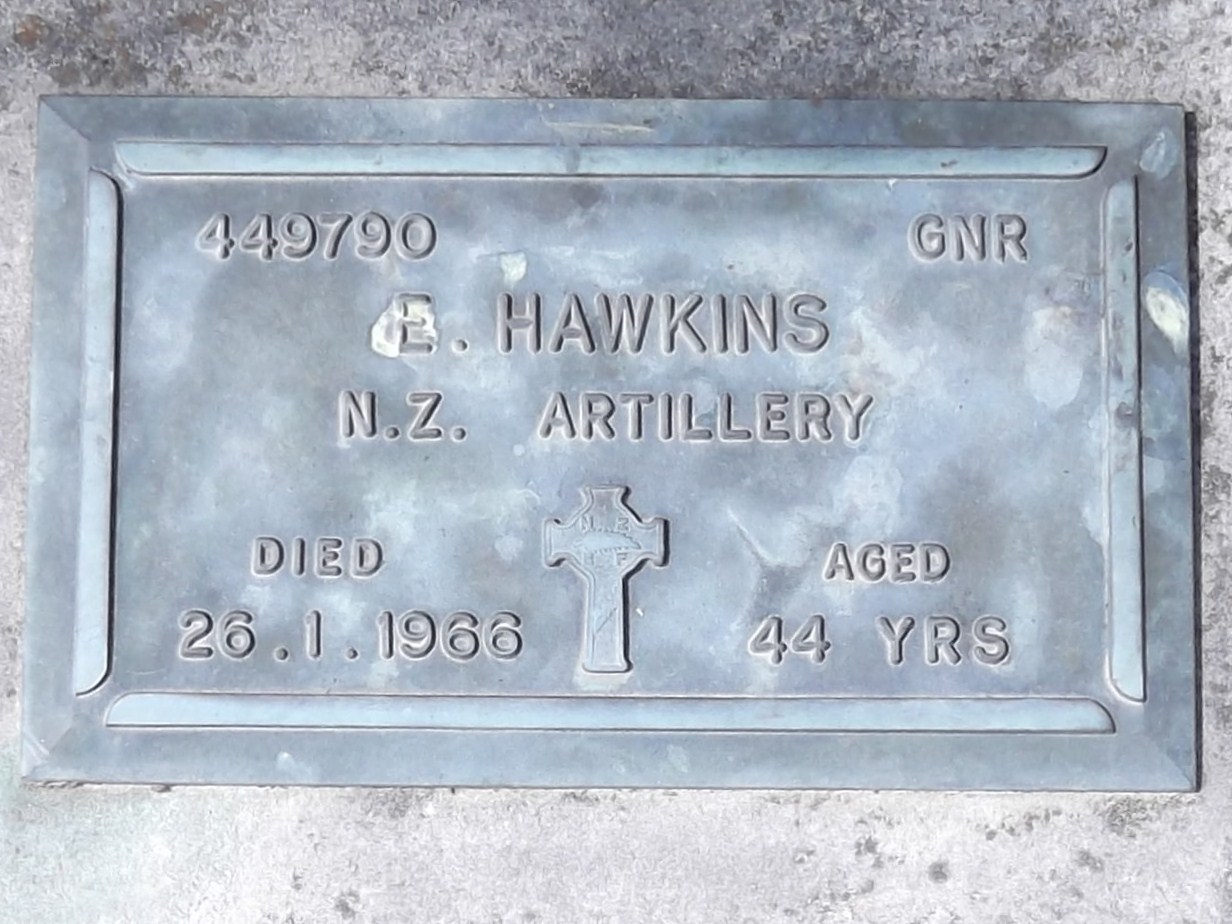 449790 GNR
E. HAWKINS
N.Z. ARTILLERY
N Z
E F
DIED AGED
26.1.1966 44 YRS